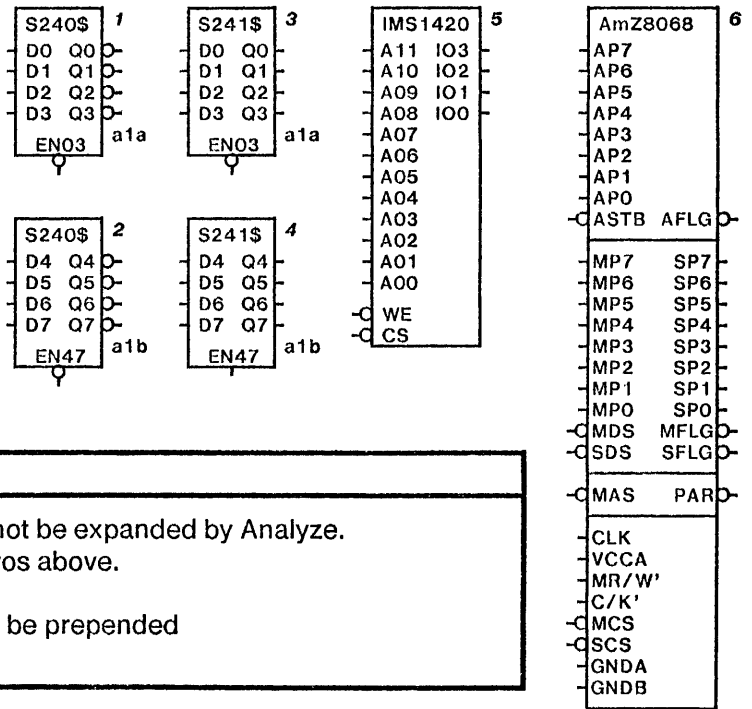 S240$ 1
D0 Q0
D1 Q1
D2 Q2
D3 Q3
a1a
EN03
S241$ 3
D0 Q0
D1 Q1
D2 Q2
D3 Q3
a1a
EN03
S240$ 2
D4 Q4
D5 Q5
D6 Q6
D7 Q7
a1b
EN47
S241$ 4
D4 Q4
D5 Q5
D6 Q6
D7 Q7
a1b
EN47
IMS1420 5
A11 IO3
A10 IO2
A09 IO1
A08 IO0
A07
A06
A05
A04
A03
A02
A01
A00
WE
CS
AmZ8068 6
AP7
AP6
AP5
AP4
AP3
AP2
AP1
AP0
ASTB AFLG
MP7 SP7
MP6 SP6
MP5 SP5
MP4 SP4
MP3 SP3
MP2 SP2
MP1 SP1
MP0 SP0
MDS MFLG
SDS SFLG
MAS PAR
CLK
VCCA
MR/W'
C/K'
MCS
SCS
GNDA
GNDB
not be expanded by Analyze.
os above.
be prepended